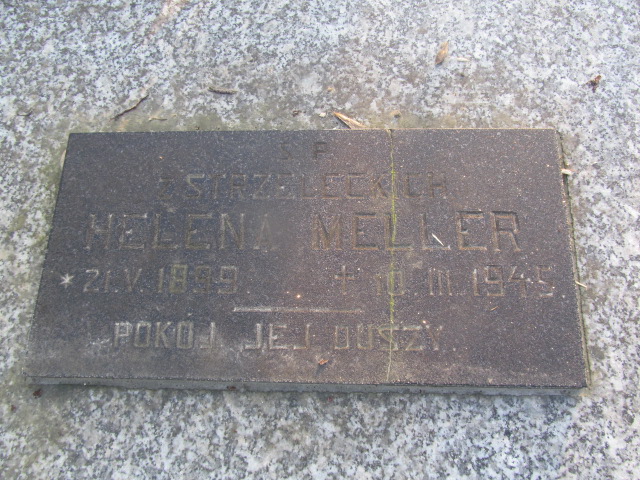 Ś. P.
Z STRZELECKICH
HELENA MELLER
* 21.V. 1899 + 10. III. 1945
POKÓJ JEJ DUSZY